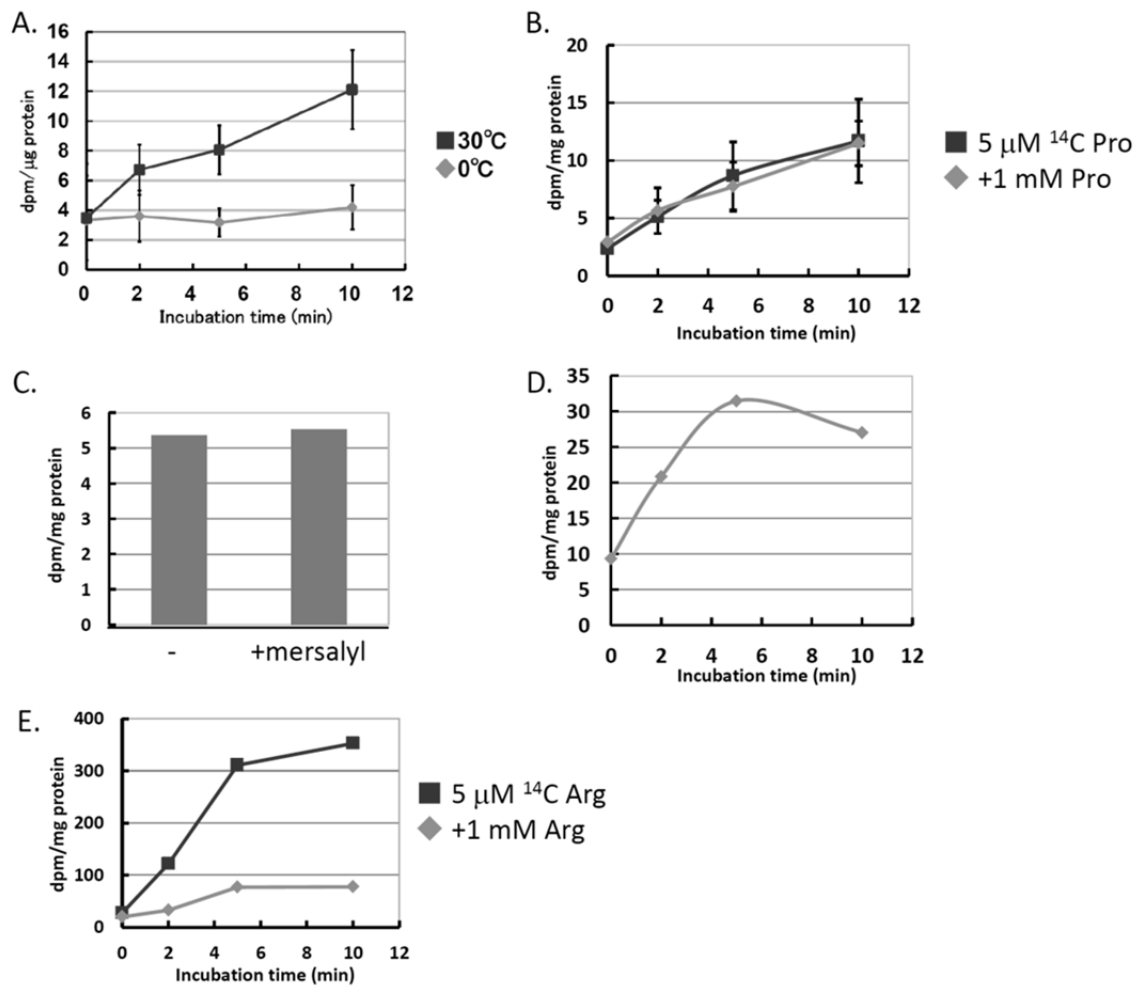 A.
16
14
12
10
8
6
4
2
0
dpm/μg protein
0 2 4 6 8 10 12
Incubation time (min)
30℃
0℃
B.
20
15
10
5
0
dpm/mg protein
0 2 4 6 8 10 12
Incubation time (min)
5 μM ¹⁴C Pro
+1 mM Pro
C.
6
5
4
3
2
1
0
dpm/mg protein
- +mersalyl
D.
35
30
25
20
15
10
5
0
dpm/mg protein
0 2 4 6 8 10 12
Incubation time (min)
E.
400
300
200
100
0
dpm/mg protein
0 2 4 6 8 10 12
Incubation time (min)
5 μM ¹⁴C Arg
+1 mM Arg